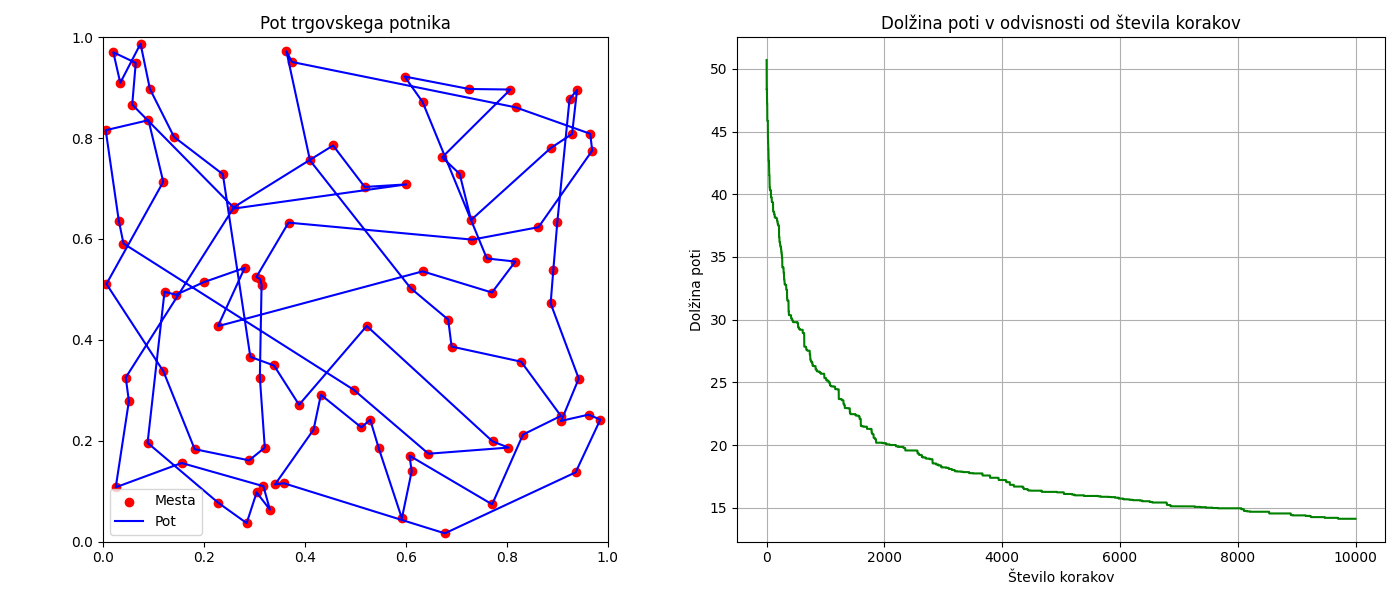 Pot trgovskega potnika
1.0
0.8
0.6
0.4
0.2
0.0
0.0 0.2 0.4 0.6 0.8 1.0
Mesta
Pot
Dolžina poti v odvisnosti od števila korakov
Dolžina poti
50
45
40
35
30
25
20
15
0 2000 4000 6000 8000 10000
Število korakov